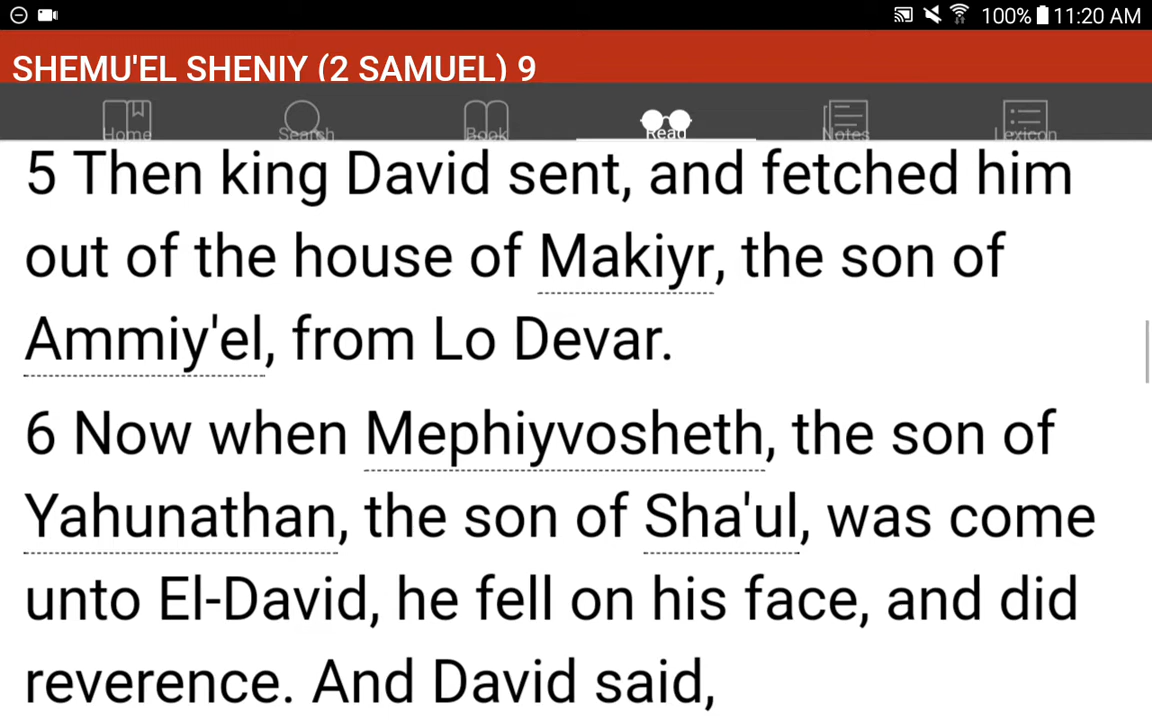 100% 11:20 AM
SHEMU'EL SHENIY (2 SAMUEL) 9
Home Search Book Read Notes Lexicon
5 Then king David sent, and fetched him
out of the house of Makiyr, the son of
Ammiy'el, from Lo Devar.
6 Now when Mephiyvosheth, the son of
Yahunathan, the son of Sha'ul, was come
unto El-David, he fell on his face, and did
reverence. And David said,